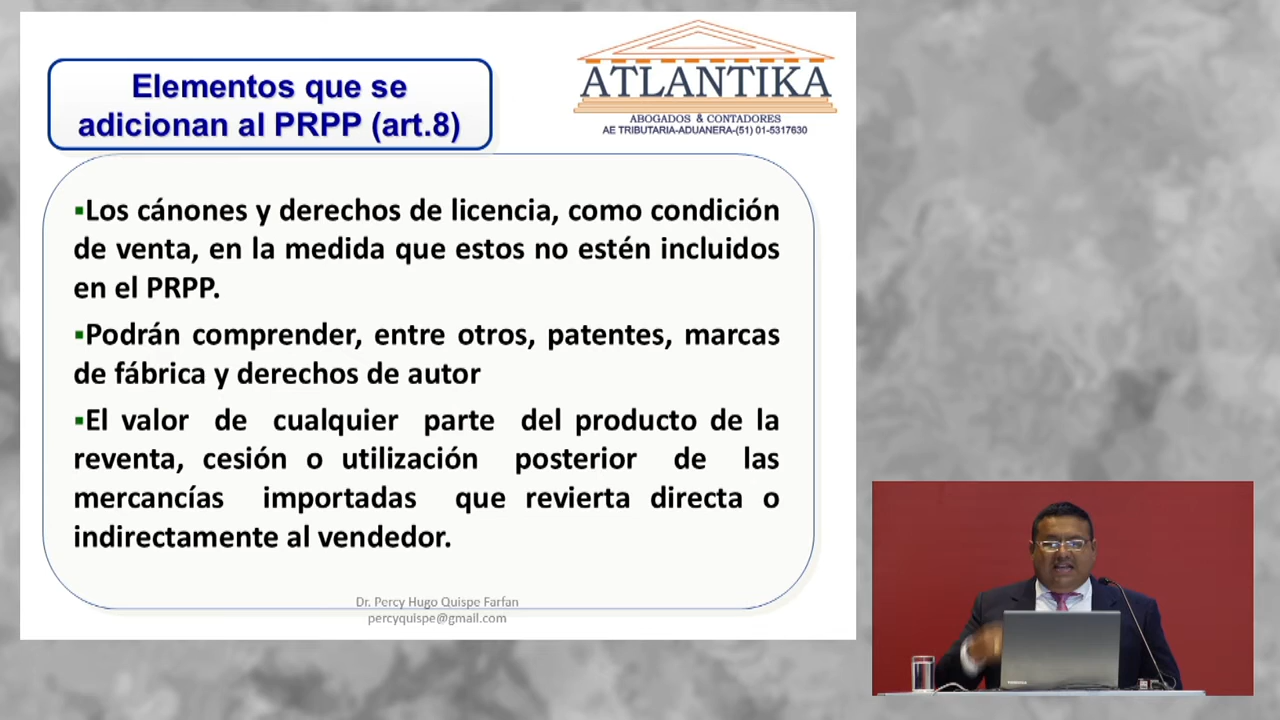 Elementos que se
adicionan al PRPP (art.8)
ATLANTIKA
ABOGADOS & CONTADORES
AE TRIBUTARIA-ADUANERA-(51) 01-5317630
▪Los cánones y derechos de licencia, como condición
de venta, en la medida que estos no estén incluidos
en el PRPP.
▪Podrán comprender, entre otros, patentes, marcas
de fábrica y derechos de autor
▪El valor de cualquier parte del producto de la
reventa, cesión o utilización posterior de las
mercancías importadas que revierta directa o
indirectamente al vendedor.
Dr. Percy Hugo Quispe Farfan
percyquispe@gmail.com